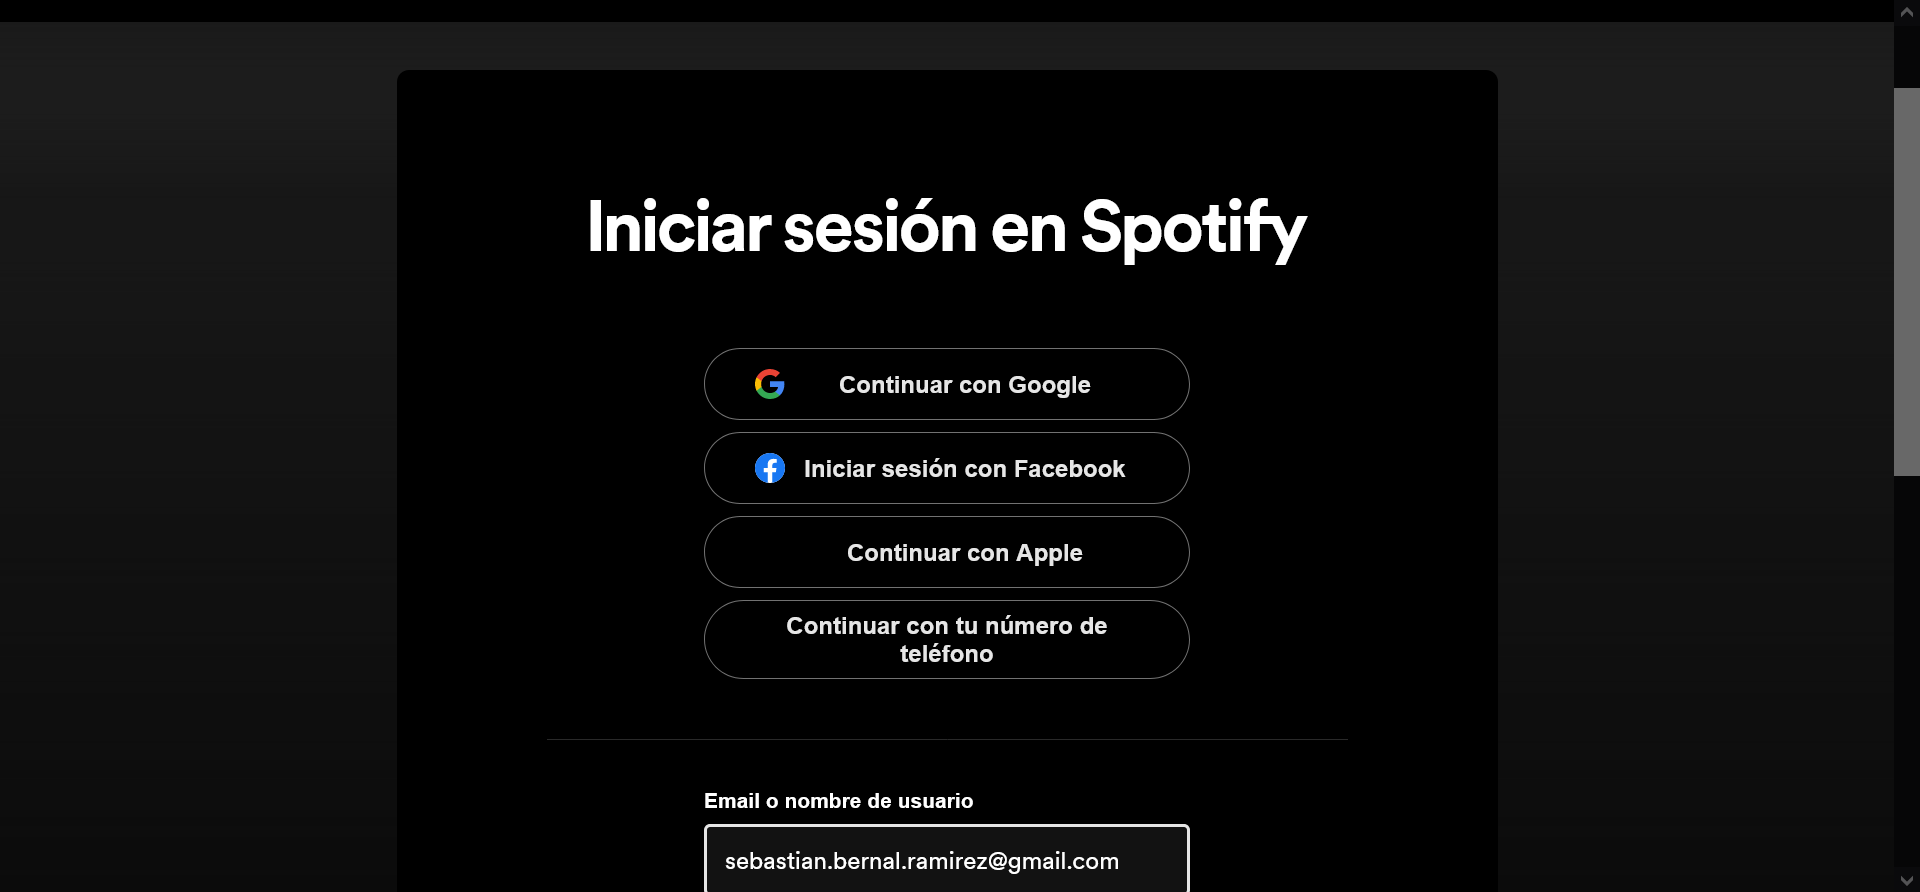 Iniciar sesión en Spotify
Continuar con Google
Iniciar sesión con Facebook
Continuar con Apple
Continuar con tu número de
teléfono
Email o nombre de usuario
sebastian.bernal.ramirez@gmail.com